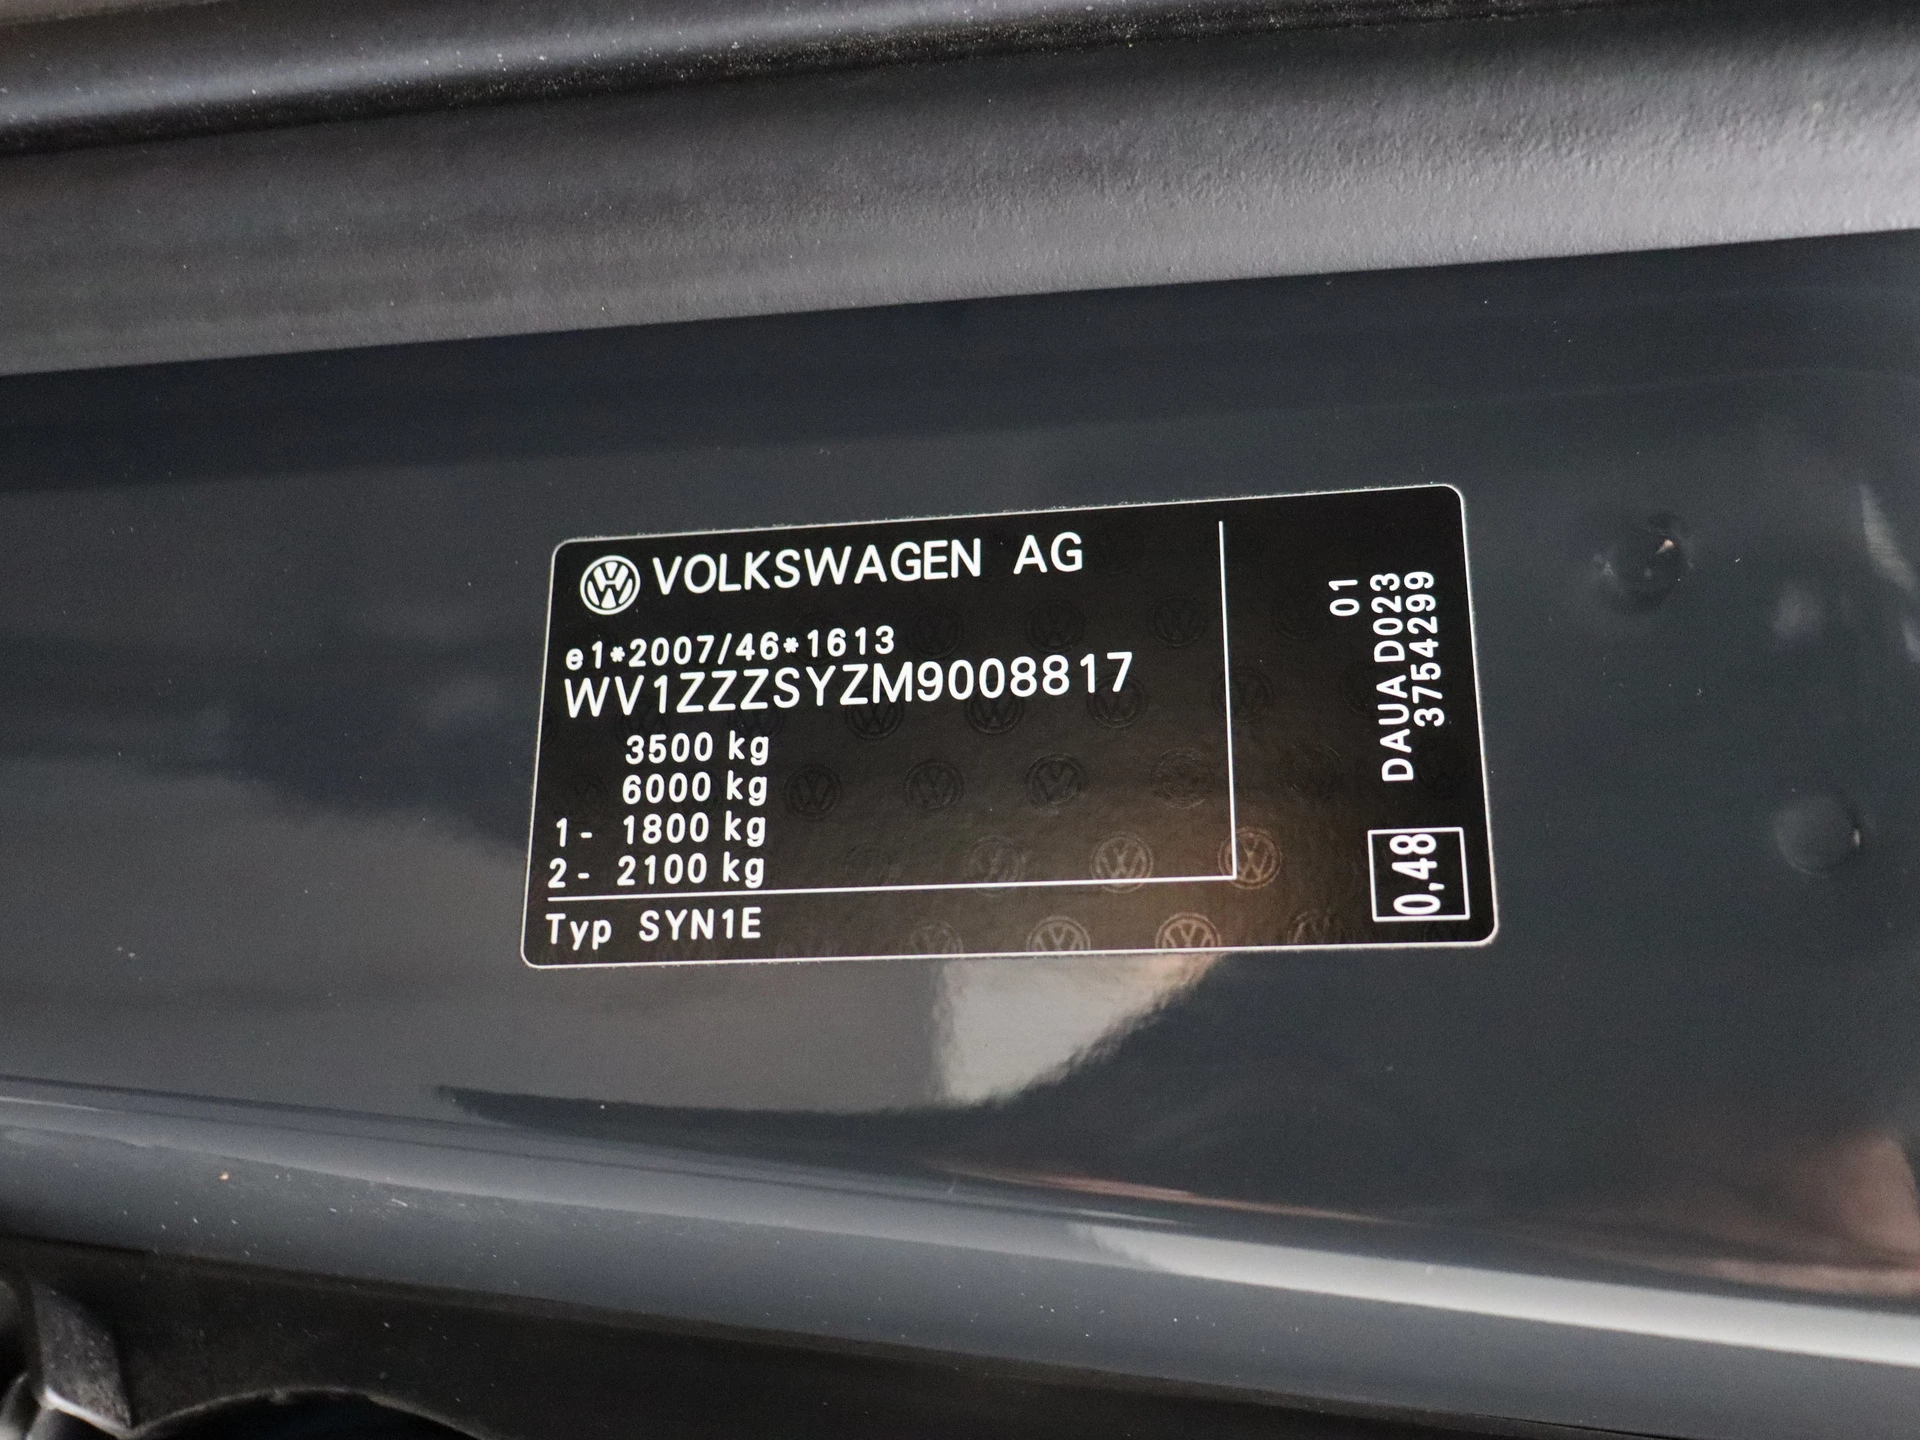 VOLKSWAGEN AG
e1*2007/46*1613
WV1ZZZSYZM9008817
3500 kg
6000 kg
1- 1800 kg
2- 2100 kg
Typ SYN1E
01
DAUA D023
3754299
0,48